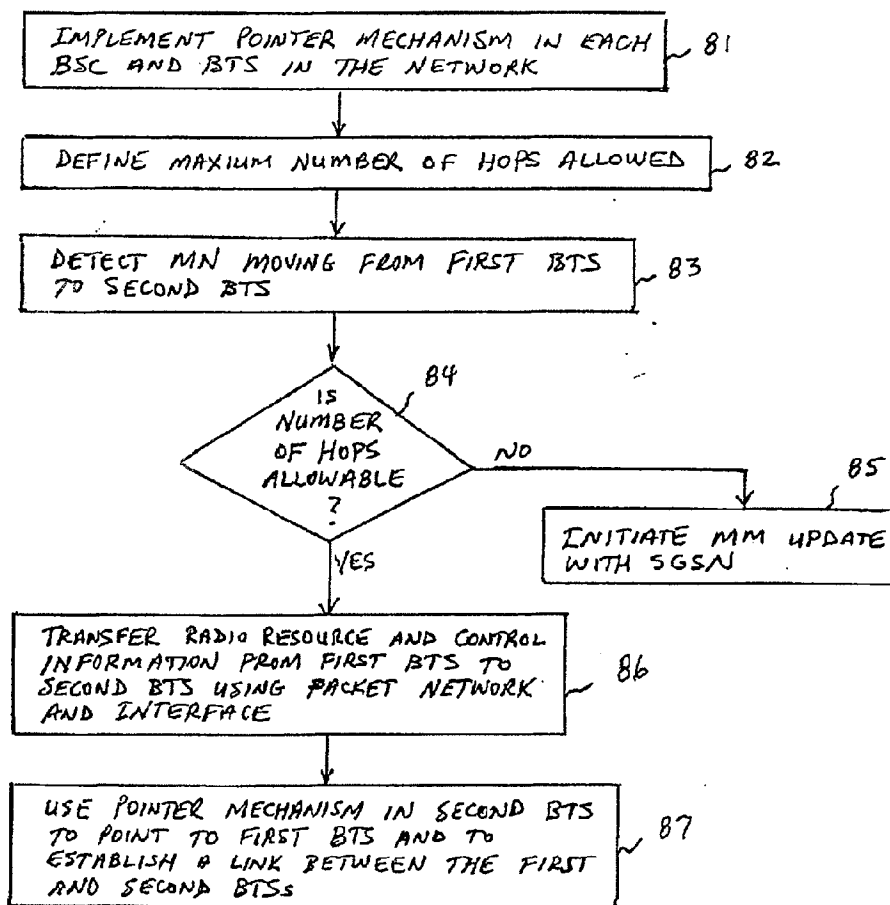 IMPLEMENT POINTER MECHANISM IN EACH
BSC AND BTS IN THE NETWORK
81
DEFINE MAXIUM NUMBER OF HOPS ALLOWED
82
DETECT MN MOVING FROM FIRST BTS
TO SECOND BTS
83
84
IS
NUMBER
OF HOPS
ALLOWABLE
?
NO
85
INITIATE MM UPDATE
WITH SGSN
YES
TRANSFER RADIO RESOURCE AND CONTROL
INFORMATION FROM FIRST BTS TO
SECOND BTS USING PACKET NETWORK
AND INTERFACE
86
USE POINTER MECHANISM IN SECOND BTS
TO POINT TO FIRST BTS AND TO
ESTABLISH A LINK BETWEEN THE FIRST
AND SECOND BTSs
87